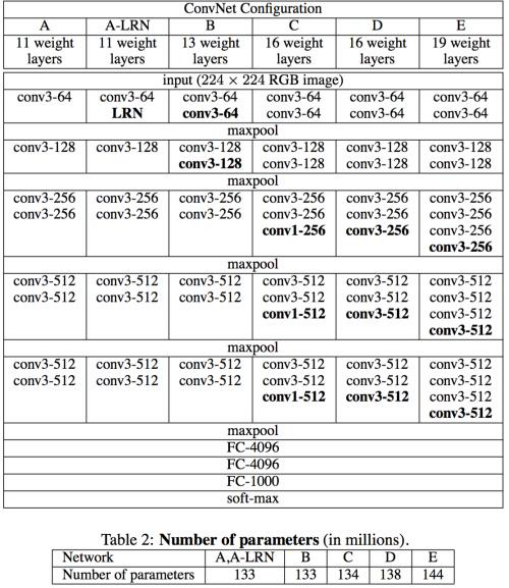 ConvNet Configuration
A A-LRN B C D E
11 weight 11 weight 13 weight 16 weight 16 weight 19 weight
layers layers layers layers layers layers
input (224 × 224 RGB image)
conv3-64 conv3-64 conv3-64 conv3-64 conv3-64 conv3-64
LRN conv3-64 conv3-64 conv3-64 conv3-64
maxpool
conv3-128 conv3-128 conv3-128 conv3-128 conv3-128 conv3-128
conv3-128 conv3-128 conv3-128 conv3-128
maxpool
conv3-256 conv3-256 conv3-256 conv3-256 conv3-256 conv3-256
conv3-256 conv3-256 conv3-256 conv3-256 conv3-256 conv3-256
conv1-256 conv3-256 conv3-256
conv3-256
maxpool
conv3-512 conv3-512 conv3-512 conv3-512 conv3-512 conv3-512
conv3-512 conv3-512 conv3-512 conv3-512 conv3-512 conv3-512
conv1-512 conv3-512 conv3-512
conv3-512
maxpool
conv3-512 conv3-512 conv3-512 conv3-512 conv3-512 conv3-512
conv3-512 conv3-512 conv3-512 conv3-512 conv3-512 conv3-512
conv1-512 conv3-512 conv3-512
conv3-512
maxpool
FC-4096
FC-4096
FC-1000
soft-max
Table 2: Number of parameters (in millions).
Network A,A-LRN B C D E
Number of parameters 133 133 134 138 144